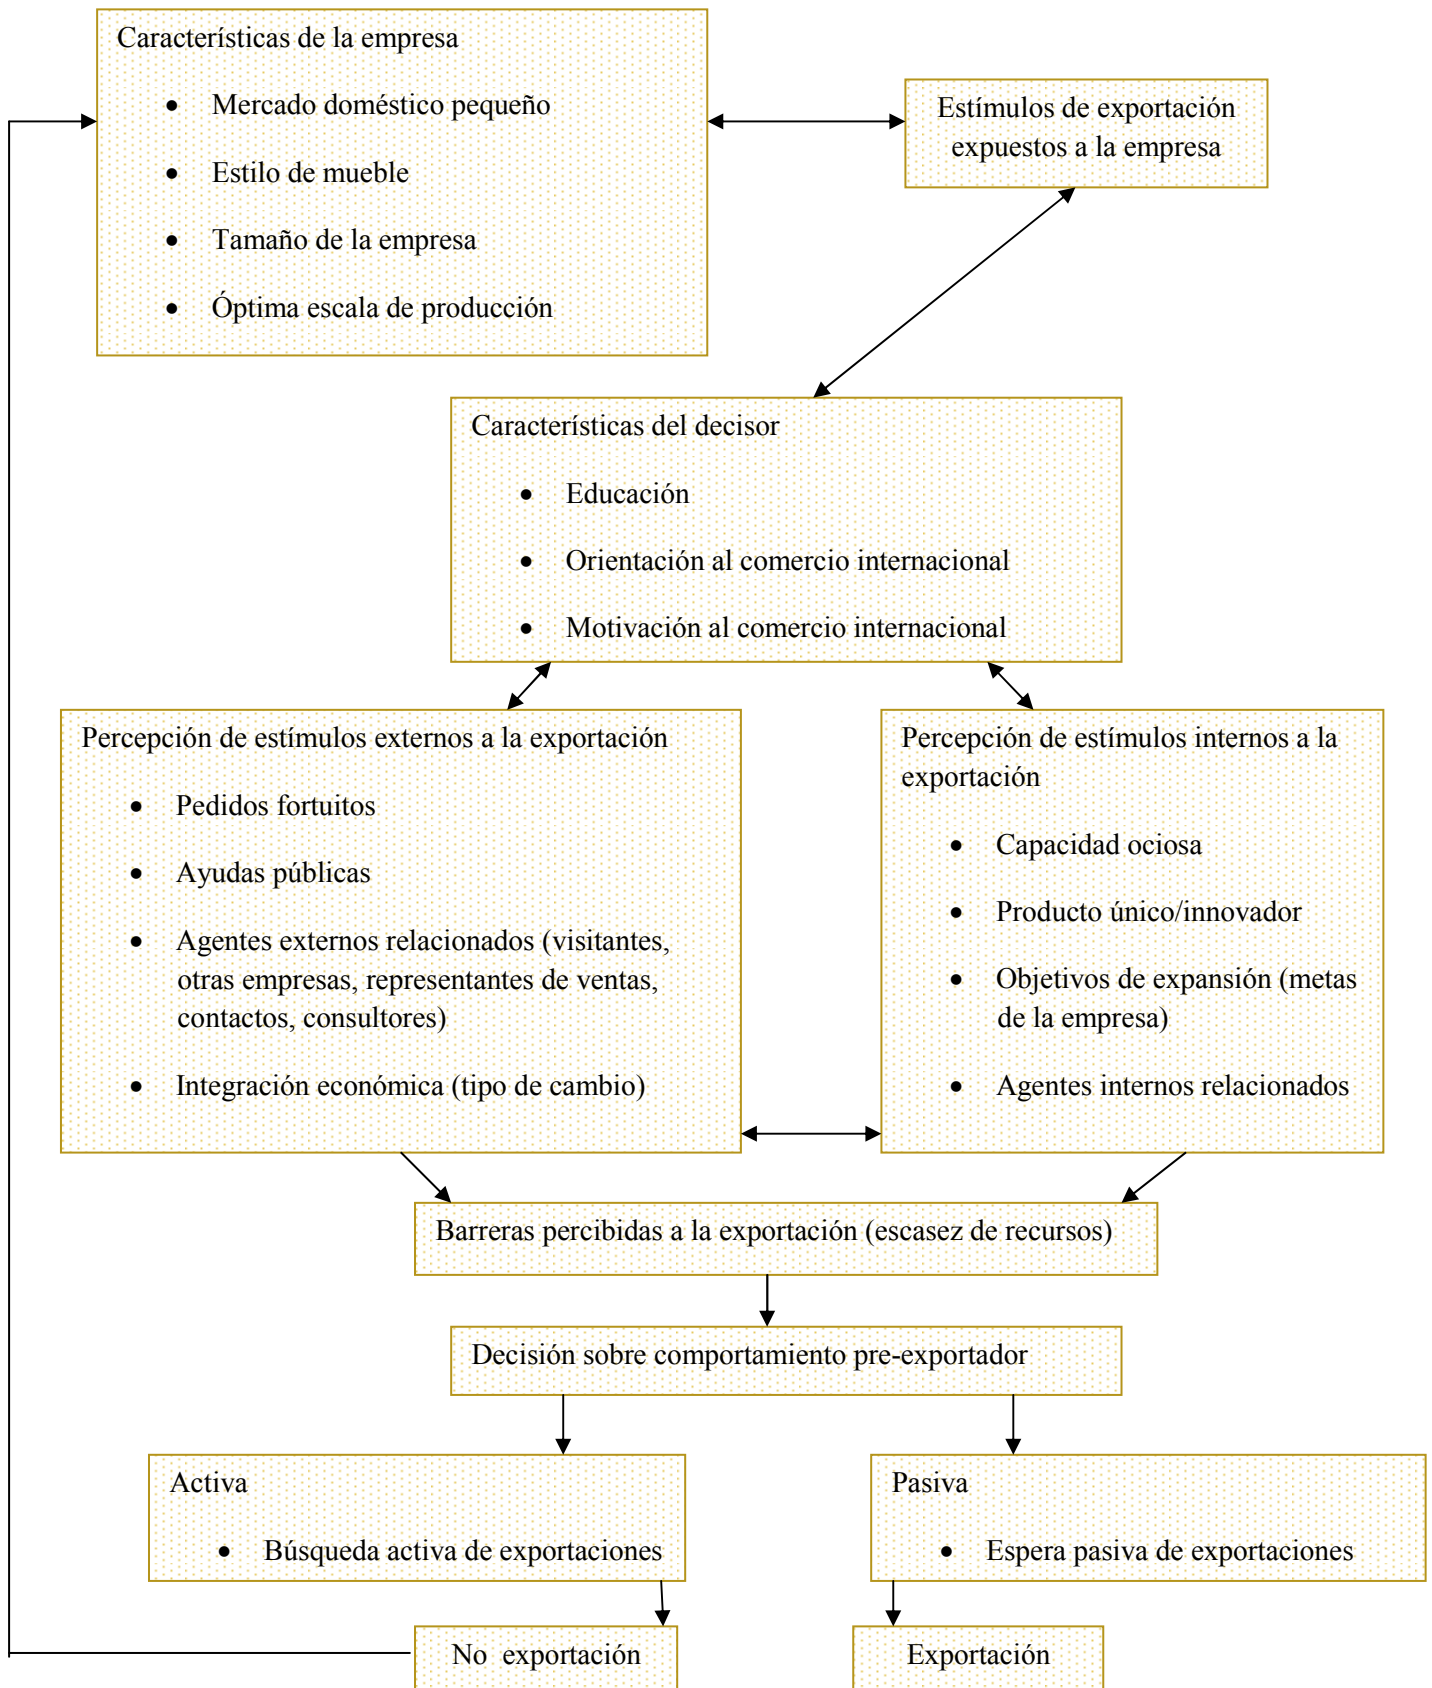 Características de la empresa
• Mercado doméstico pequeño
• Estilo de mueble
• Tamaño de la empresa
• Óptima escala de producción
Estímulos de exportación
expuestos a la empresa
Características del decisor
• Educación
• Orientación al comercio internacional
• Motivación al comercio internacional
Percepción de estímulos externos a la exportación
• Pedidos fortuitos
• Ayudas públicas
• Agentes externos relacionados (visitantes,
otras empresas, representantes de ventas,
contactos, consultores)
• Integración económica (tipo de cambio)
Percepción de estímulos internos a la
exportación
• Capacidad ociosa
• Producto único/innovador
• Objetivos de expansión (metas
de la empresa)
• Agentes internos relacionados
Barreras percibidas a la exportación (escasez de recursos)
Decisión sobre comportamiento pre-exportador
Activa
• Búsqueda activa de exportaciones
Pasiva
• Espera pasiva de exportaciones
No exportación
Exportación